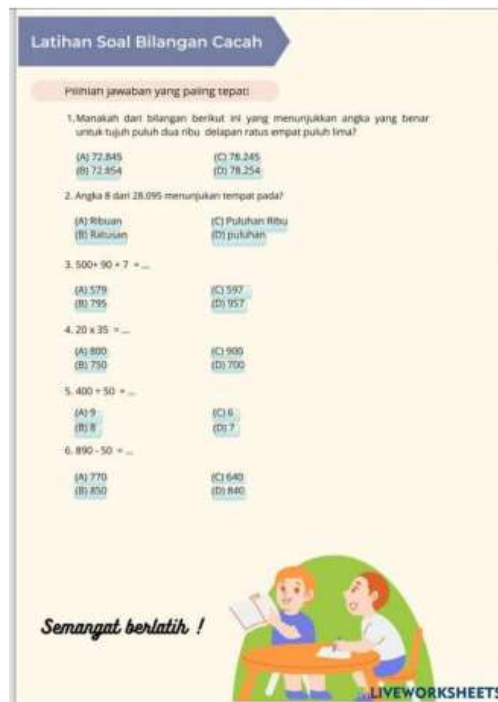 Latihan Soal Bilangan Cacah
Pilihlah jawaban yang paling tepat!
1. Manakah dari bilangan berikut ini yang menunjukkan angka yang benar
untuk tujuh puluh dua ribu delapan ratus empat puluh lima?
(A) 72.845 (C) 78.245
(B) 72.854 (D) 78.254
2. Angka 8 dari 28.095 menunjukan tempat pada?
(A) Ribuan (C) Puluhan Ribu
(B) Ratusan (D) puluhan
3. 500+ 90 + 7 = ...
(A) 579 (C) 597
(B) 795 (D) 957
4. 20 x 35 = ...
(A) 800 (C) 900
(B) 750 (D) 700
5. 400 ÷ 50 = ...
(A) 9 (C) 6
(B) 8 (D) 7
6. 890 - 50 = ...
(A) 770 (C) 640
(B) 850 (D) 840
Semangat berlatih !
LIVEWORKSHEETS